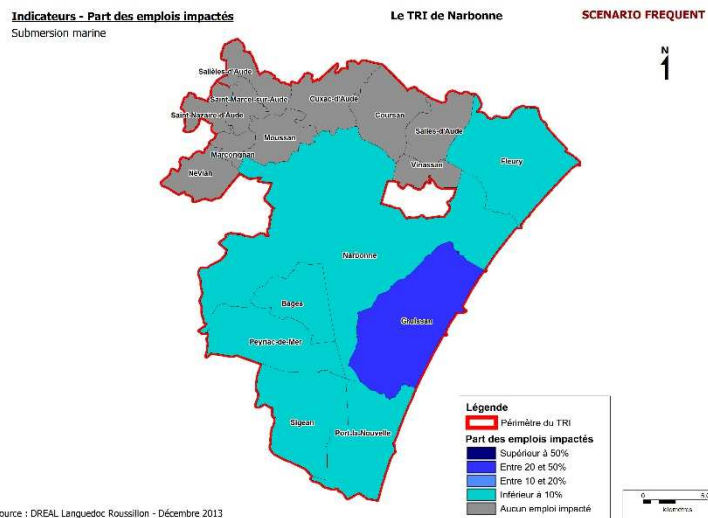 Indicateurs - Part des emplois impactés
Le TRI de Narbonne
SCENARIO FREQUENT
Submersion marine
N
Sallèles-d'Aude
Saint-Marcel-sur-Aude
Cuxac-d'Aude
Saint-Nazaire-d'Aude
Coursan
Salles-d'Aude
Moussan
Marcorignan
Vinassan
Fleury
Névian
Narbonne
Bages
Gruissan
Peyriac-de-Mer
Sigean
Port-la-Nouvelle
Légende
Périmètre du TRI
Part des emplois impactés
Supérieur à 50%
Entre 20 et 50%
Entre 10 et 20%
Inférieur à 10%
Aucun emploi impacté
0
kilomètres
ource : DREAL Languedoc Roussillon - Décembre 2013